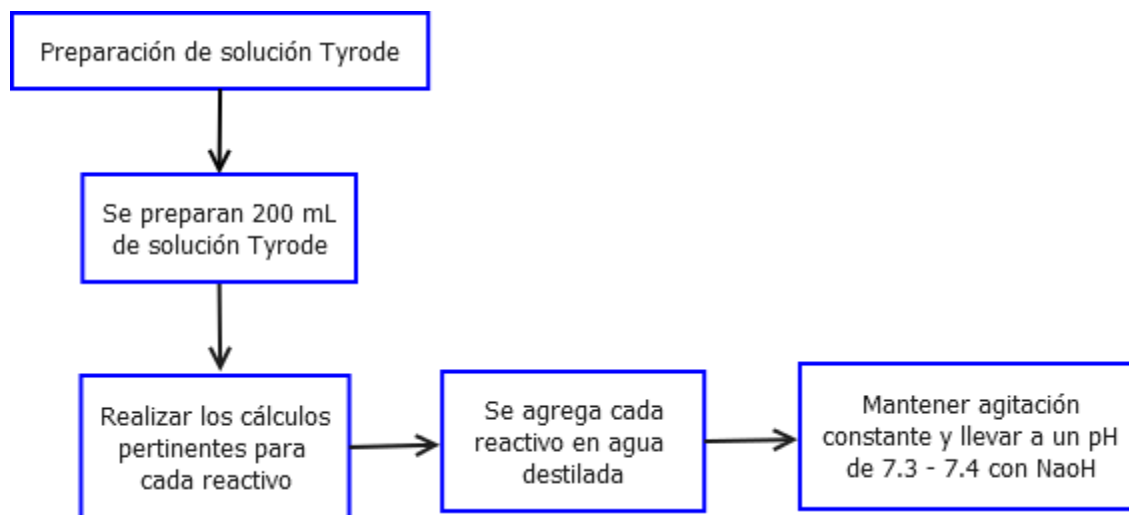 Preparación de solución Tyrode
Se preparan 200 mL
de solución Tyrode
Realizar los cálculos
pertinentes para
cada reactivo
Se agrega cada
reactivo en agua
destilada
Mantener agitación
constante y llevar a un pH
de 7.3 - 7.4 con NaoH